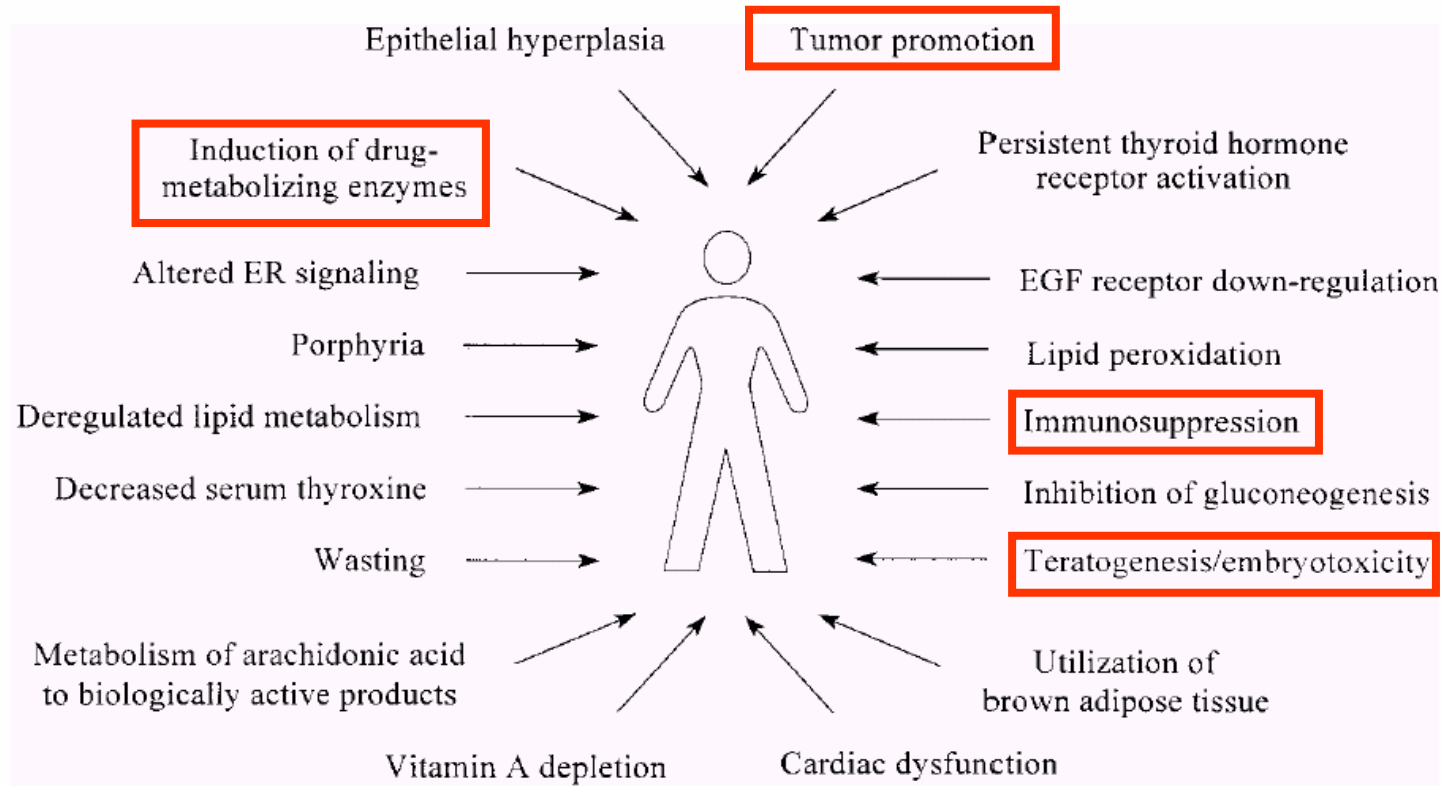 Epithelial hyperplasia
Tumor promotion
Induction of drug-
metabolizing enzymes
Persistent thyroid hormone
receptor activation
Altered ER signaling
EGF receptor down-regulation
Porphyria
Lipid peroxidation
Deregulated lipid metabolism
Immunosuppression
Decreased serum thyroxine
Inhibition of gluconeogenesis
Wasting
Teratogenesis/embryotoxicity
Metabolism of arachidonic acid
to biologically active products
Utilization of
brown adipose tissue
Vitamin A depletion
Cardiac dysfunction